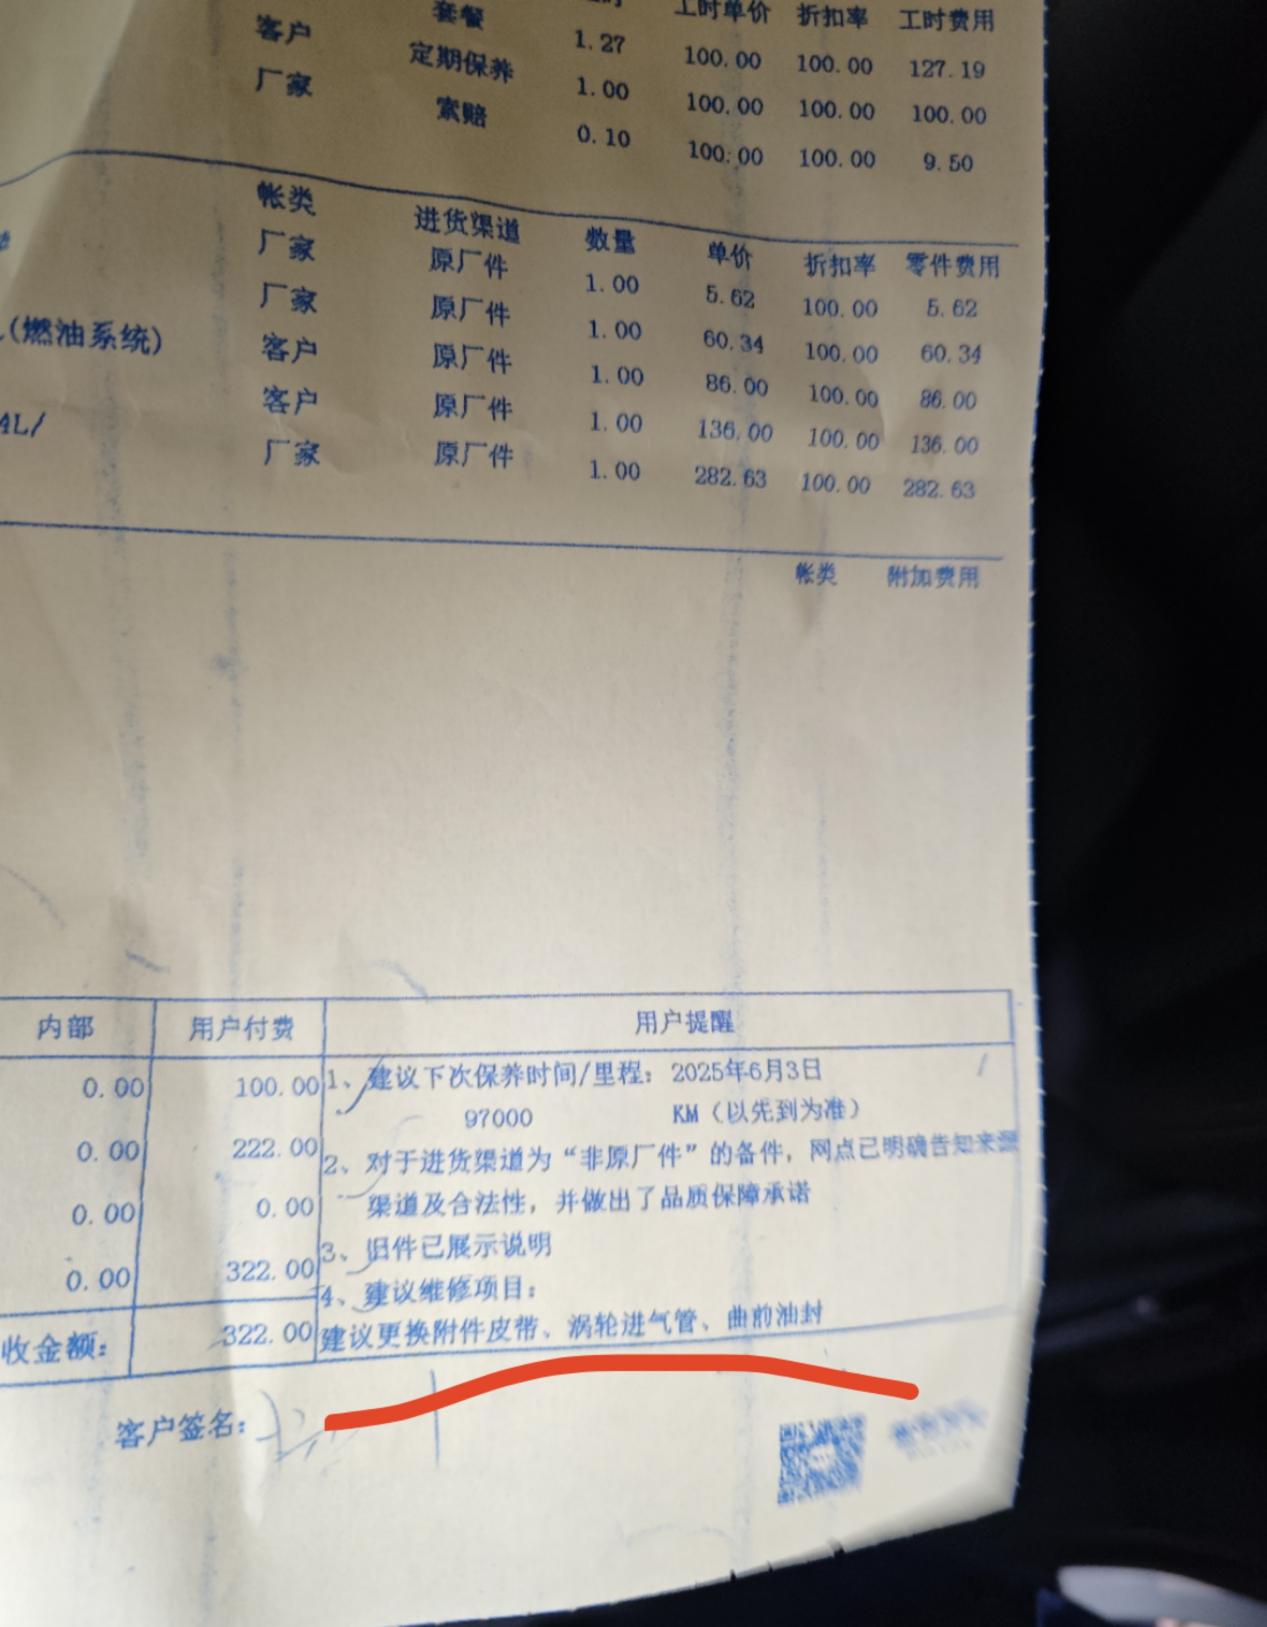 套餐 工时单价 折扣率 工时费用
客户 定期保养 1.27 100.00 100.00 127.19
厂家 索赔 1.00 100.00 100.00 100.00
0.10 100.00 100.00 9.50
帐类 进货渠道 数量 单价 折扣率 零件费用
厂家 原厂件 1.00 5.62 100.00 5.62
厂家 原厂件 1.00 60.34 100.00 60.34
(燃油系统) 客户 原厂件 1.00 86.00 100.00 86.00
客户 原厂件 1.00 136.00 100.00 136.00
4L/ 厂家 原厂件 1.00 282.63 100.00 282.63
帐类 附加费用
内部 用户付费 用户提醒
0.00 100.00 1、建议下次保养时间/里程：2025年6月3日
97000 KM（以先到为准）
0.00 222.00 2、对于进货渠道为“非原厂件”的备件，网点已明确告知来源
渠道及合法性，并做出了品质保障承诺
0.00 0.00
3、旧件已展示说明
0.00 322.00 4、建议维修项目：
收金额： 322.00 建议更换附件皮带、涡轮进气管、曲前油封
客户签名：